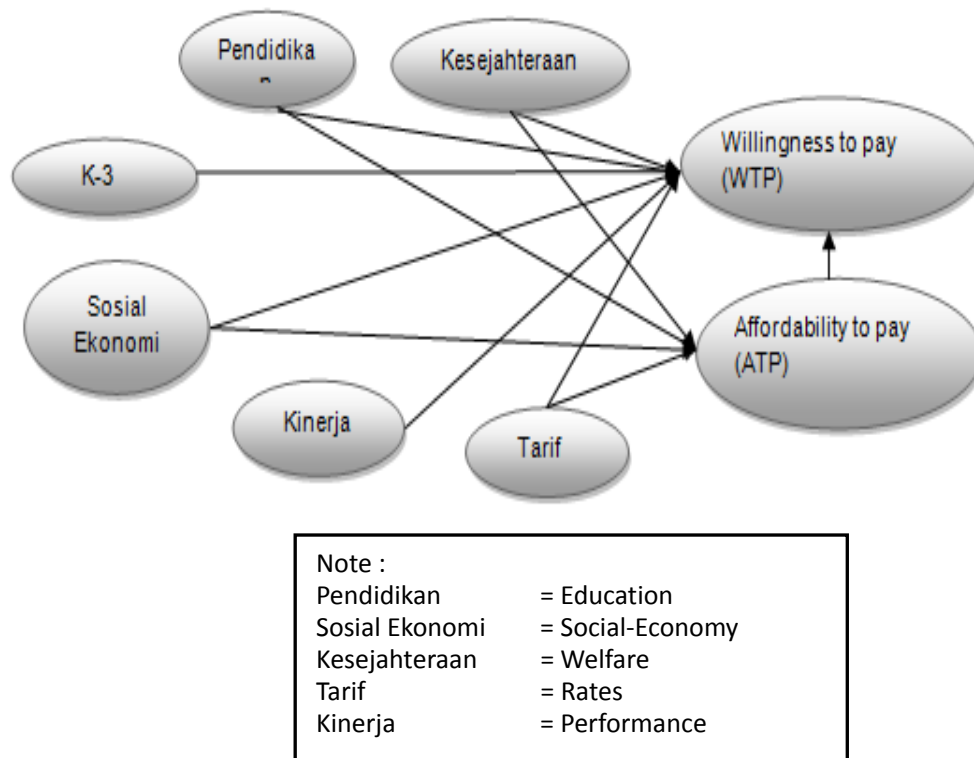 Pendidika
n
Kesejahteraan
Willingness to pay
(WTP)
K-3
Sosial
Ekonomi
Affordability to pay
(ATP)
Kinerja
Tarif
Note :
Pendidikan = Education
Sosial Ekonomi = Social-Economy
Kesejahteraan = Welfare
Tarif = Rates
Kinerja = Performance